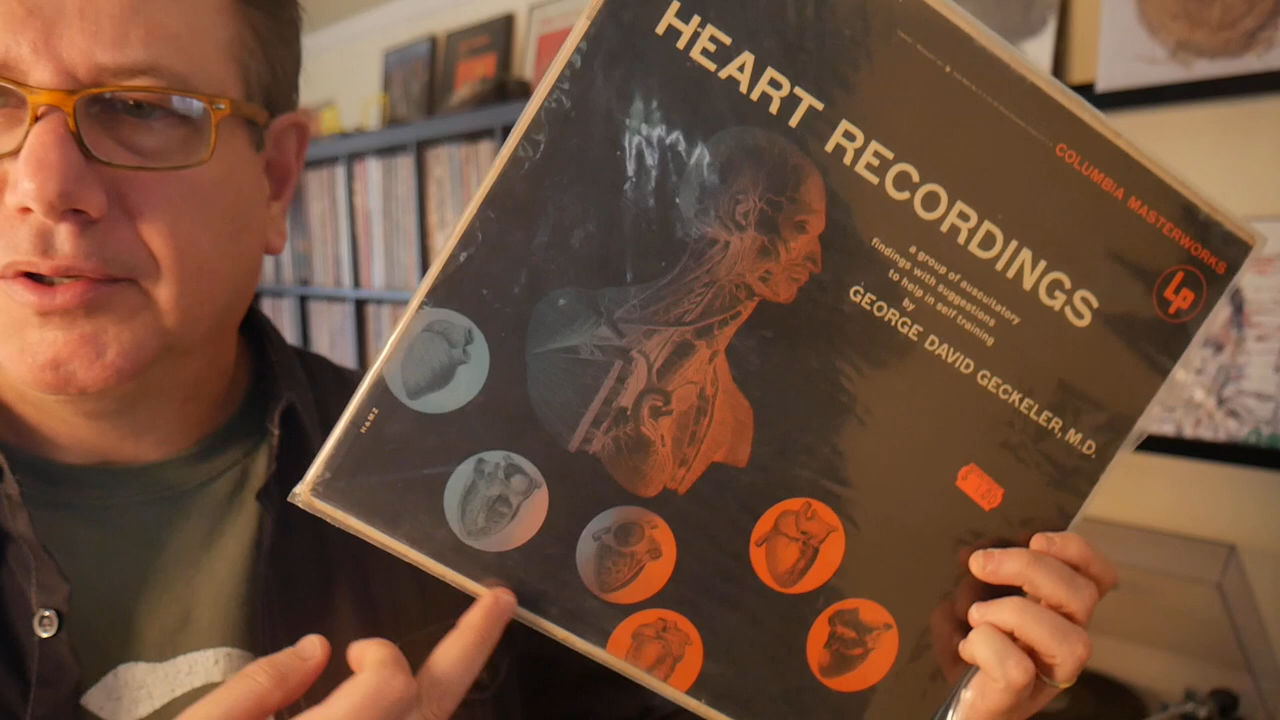 HEART RECORDINGS
COLUMBIA MASTERWORKS
Lp
a group of auscultatory
findings with suggestions
to help in self training
by
GEORGE DAVID GECKELER, M.D.
HAMZ